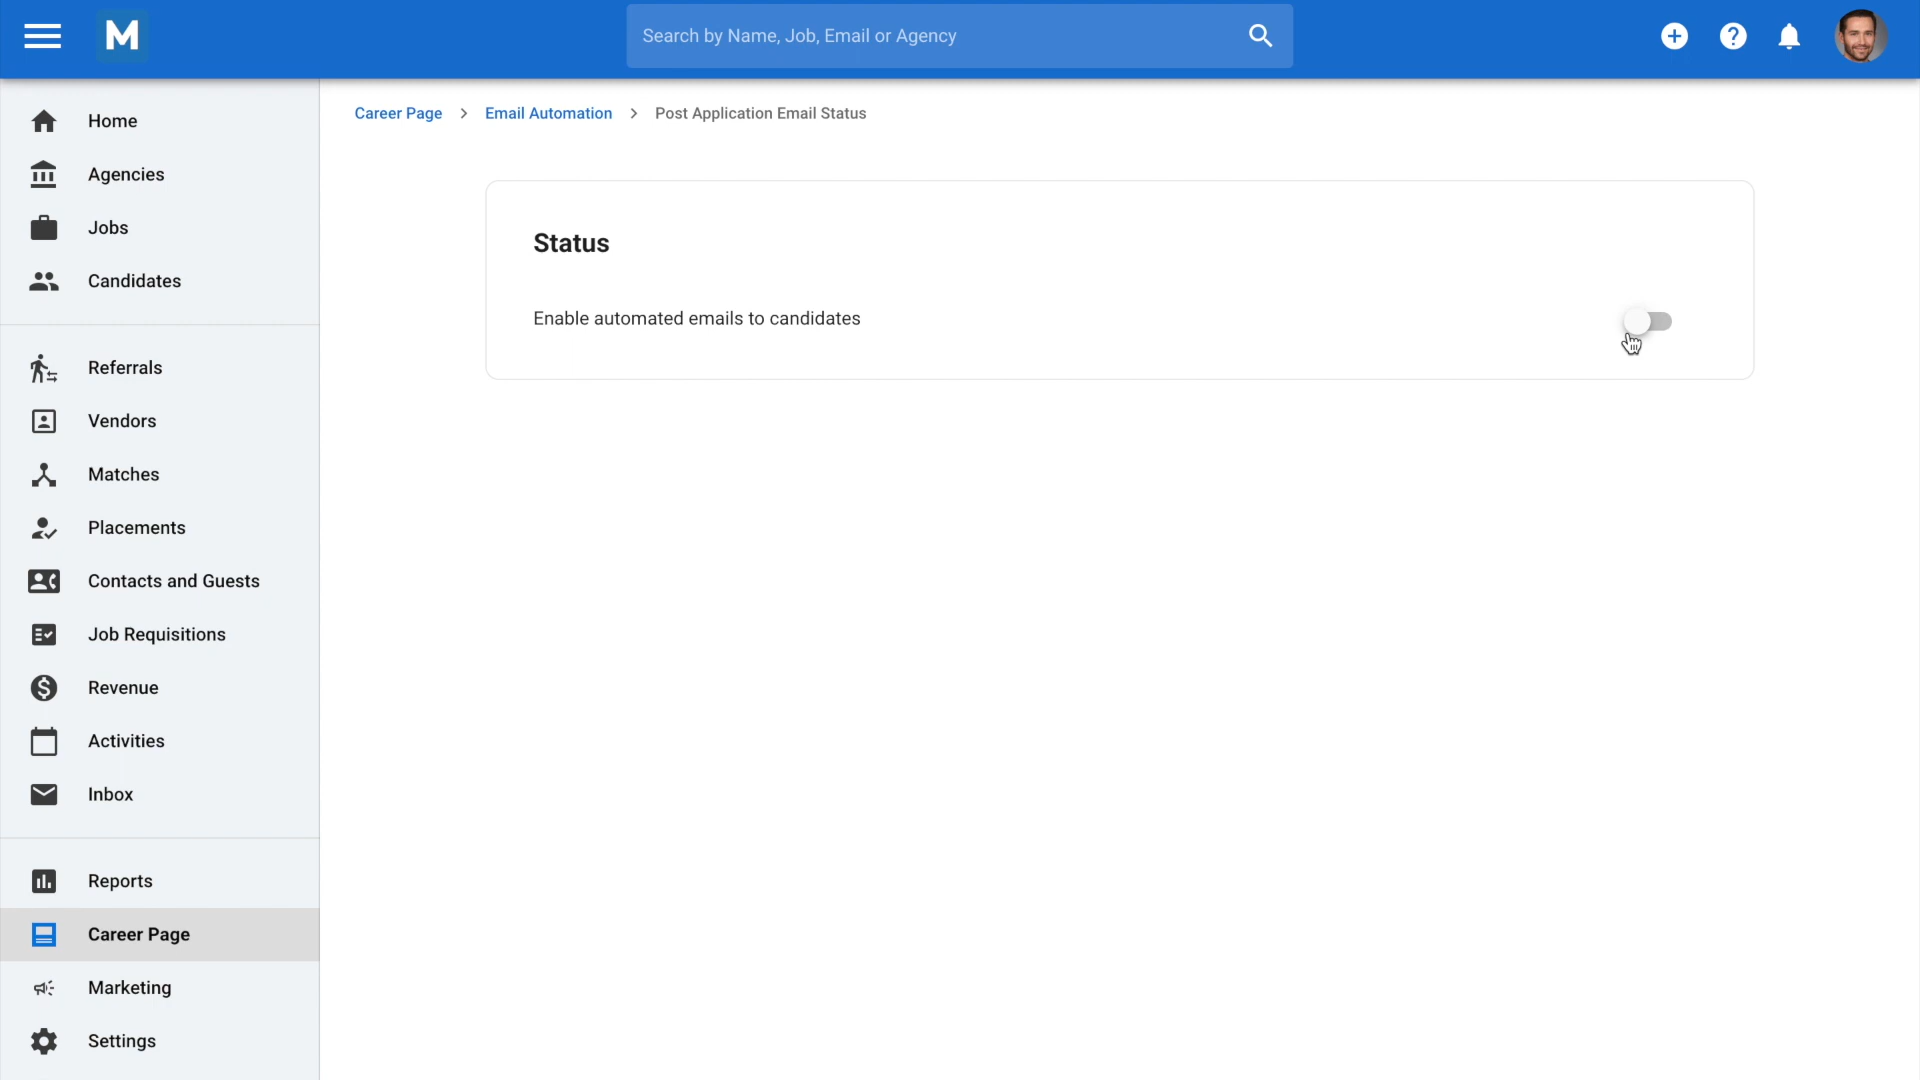 M
Search by Name, Job, Email or Agency
Home
Agencies
Jobs
Candidates
Referrals
Vendors
Matches
Placements
Contacts and Guests
Job Requisitions
Revenue
Activities
Inbox
Reports
Career Page
Marketing
Settings
Career Page > Email Automation > Post Application Email Status
Status
Enable automated emails to candidates